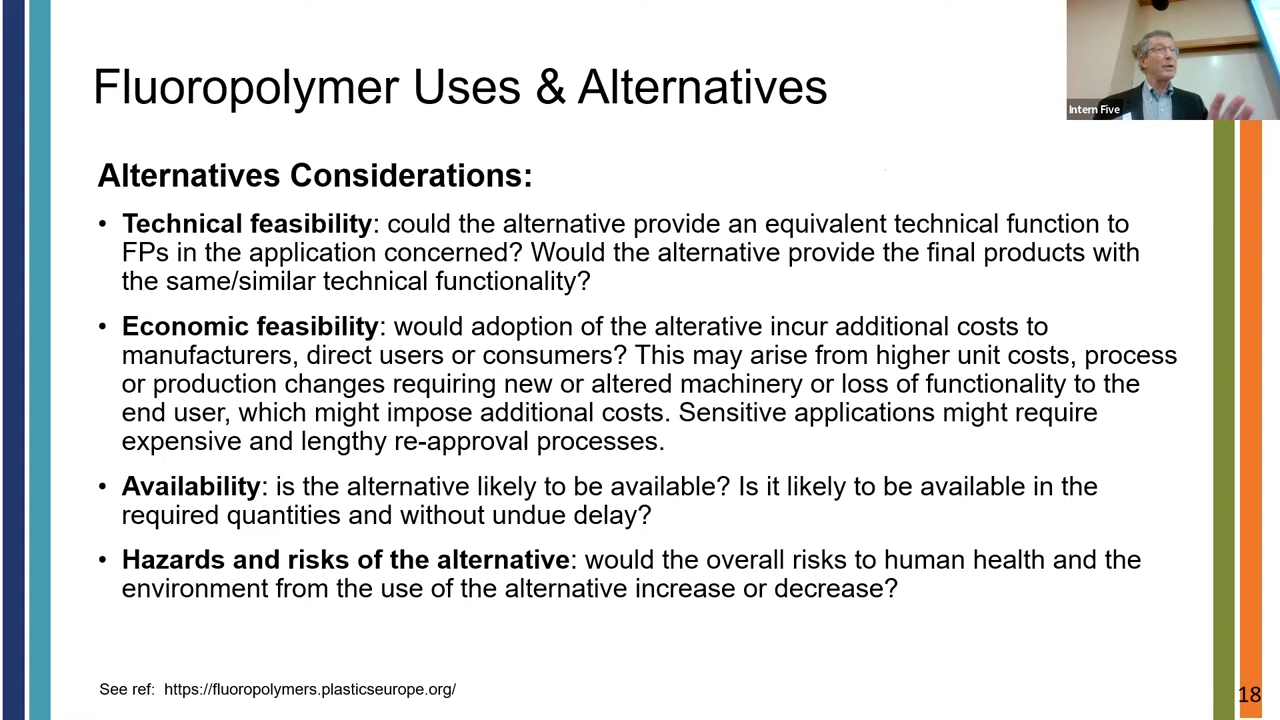 Fluoropolymer Uses & Alternatives
Intern Five
Alternatives Considerations:
• Technical feasibility: could the alternative provide an equivalent technical function to
FPs in the application concerned? Would the alternative provide the final products with
the same/similar technical functionality?
• Economic feasibility: would adoption of the alterative incur additional costs to
manufacturers, direct users or consumers? This may arise from higher unit costs, process
or production changes requiring new or altered machinery or loss of functionality to the
end user, which might impose additional costs. Sensitive applications might require
expensive and lengthy re-approval processes.
• Availability: is the alternative likely to be available? Is it likely to be available in the
required quantities and without undue delay?
• Hazards and risks of the alternative: would the overall risks to human health and the
environment from the use of the alternative increase or decrease?
See ref: https://fluoropolymers.plasticseurope.org/
18